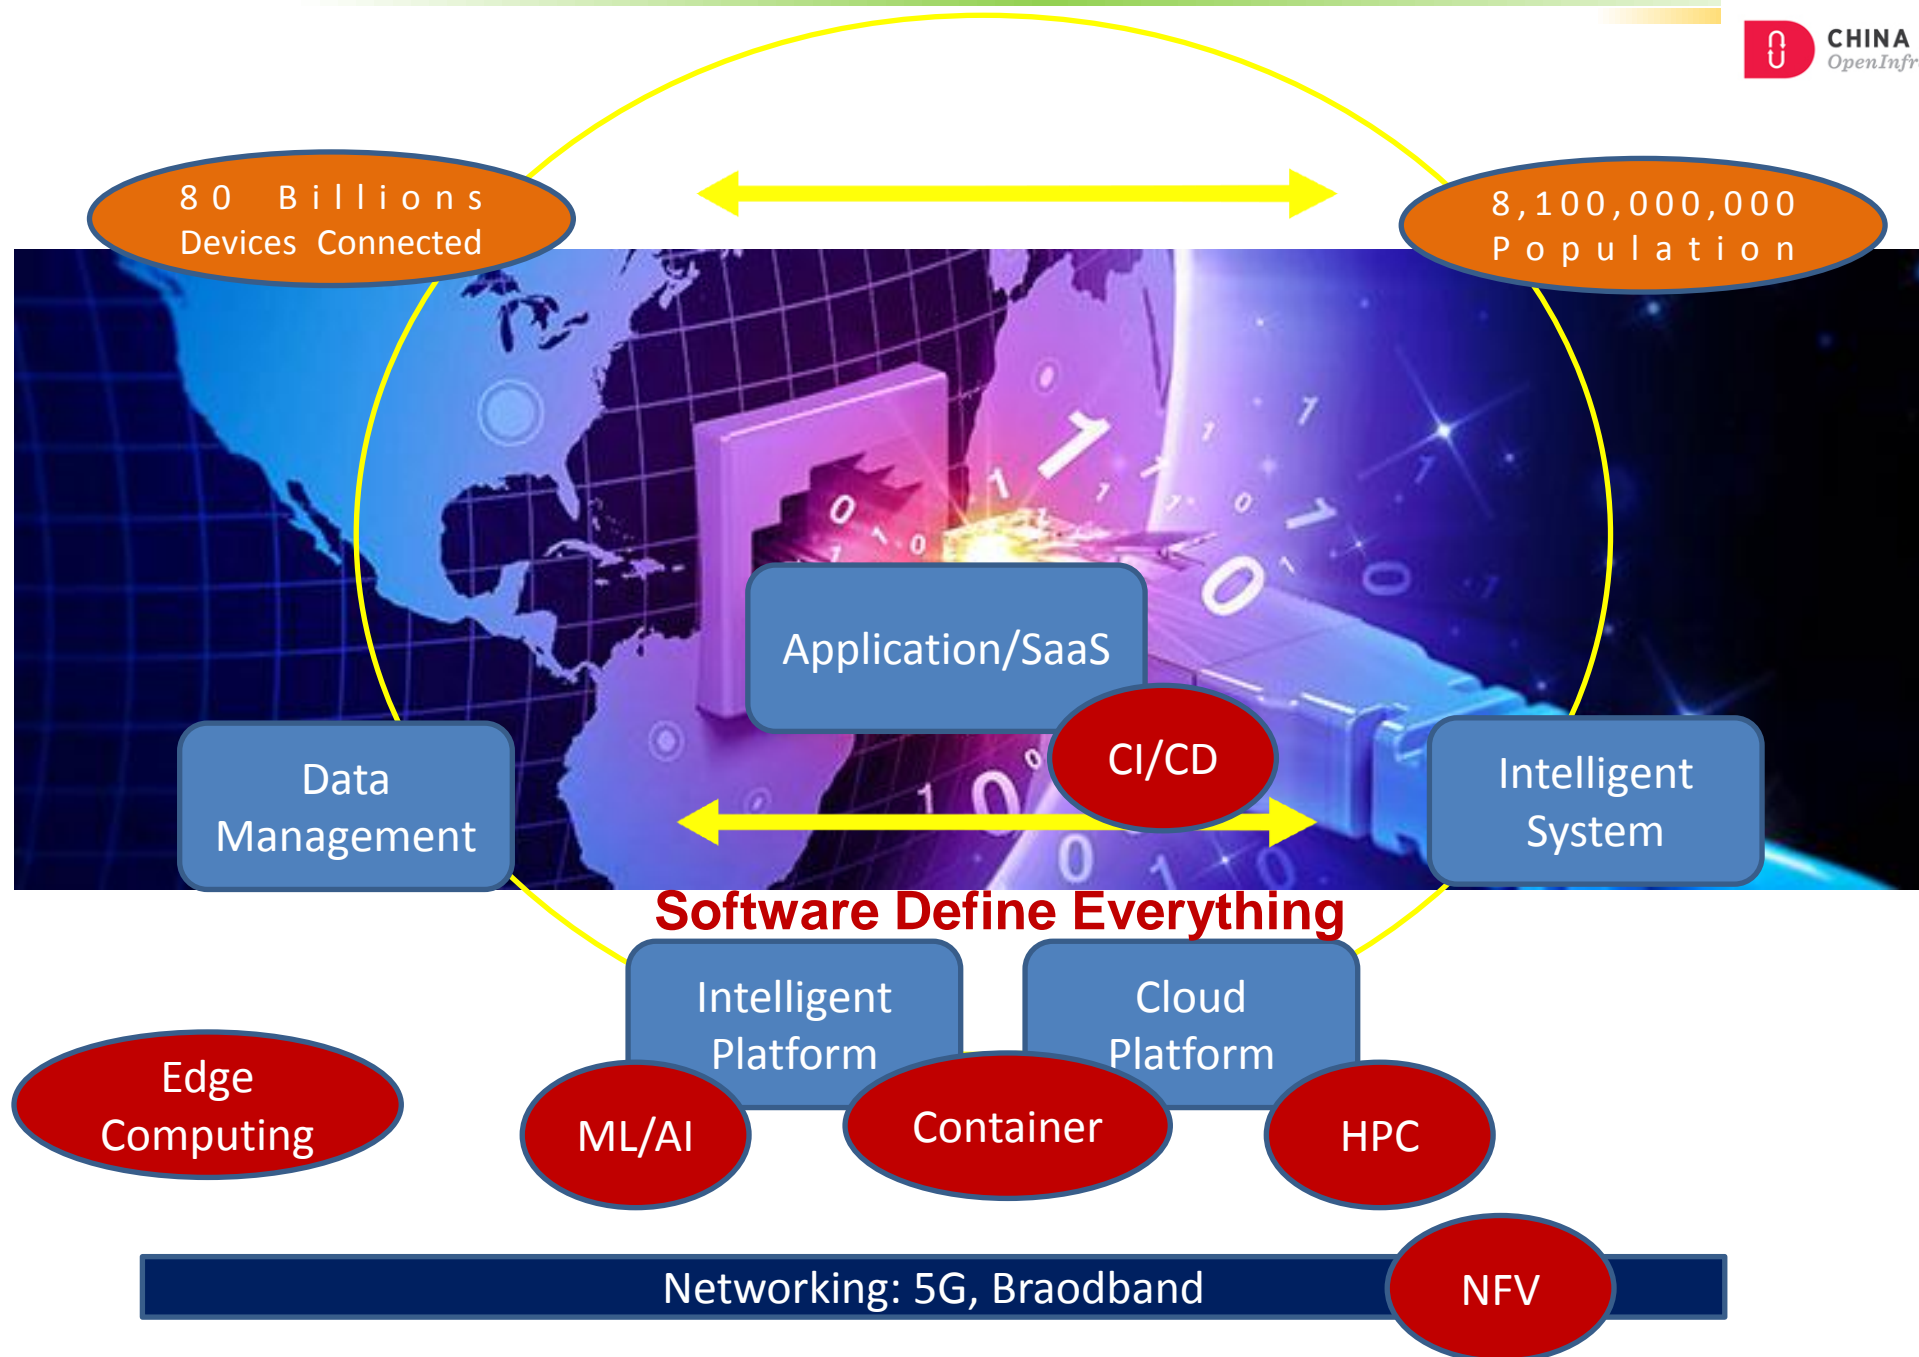 CHINA
OpenInfr
80 Billions
Devices Connected
8,100,000,000
Population
Application/SaaS
CI/CD
Data
Management
Intelligent
System
Software Define Everything
Intelligent
Platform
Cloud
Platform
Edge
Computing
ML/AI
Container
HPC
Networking: 5G, Braodband
NFV